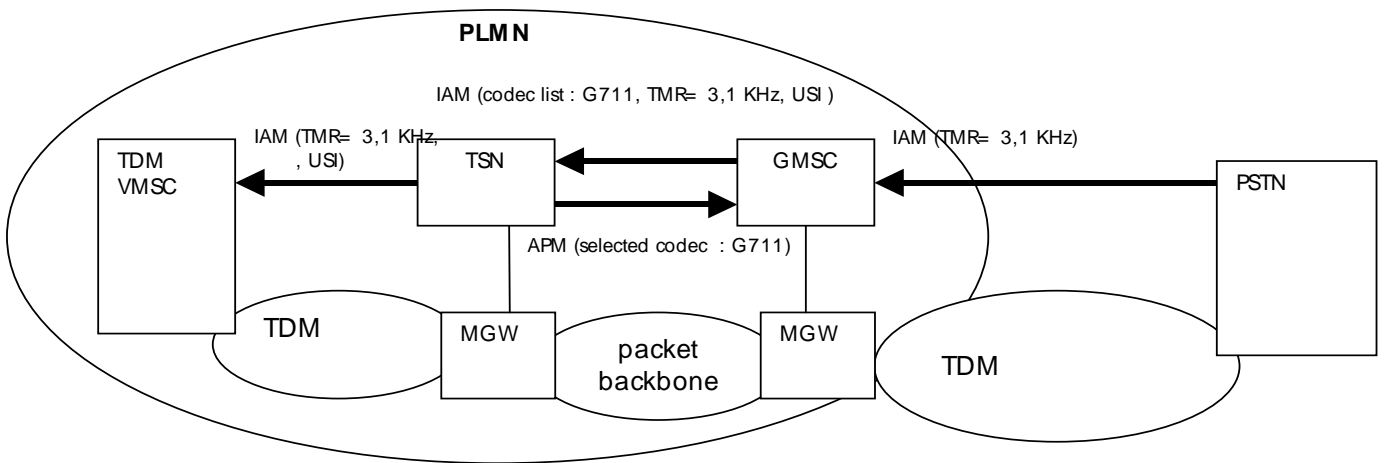 PLMN
IAM (codec list : G711, TMR= 3,1 KHz, USI )
IAM (TMR= 3,1 KHz,
, USI)
IAM (TMR= 3,1 KHz)
TDM
VMSC
TSN
GMSC
PSTN
APM (selected codec : G711)
TDM
MGW
packet
backbone
MGW
TDM